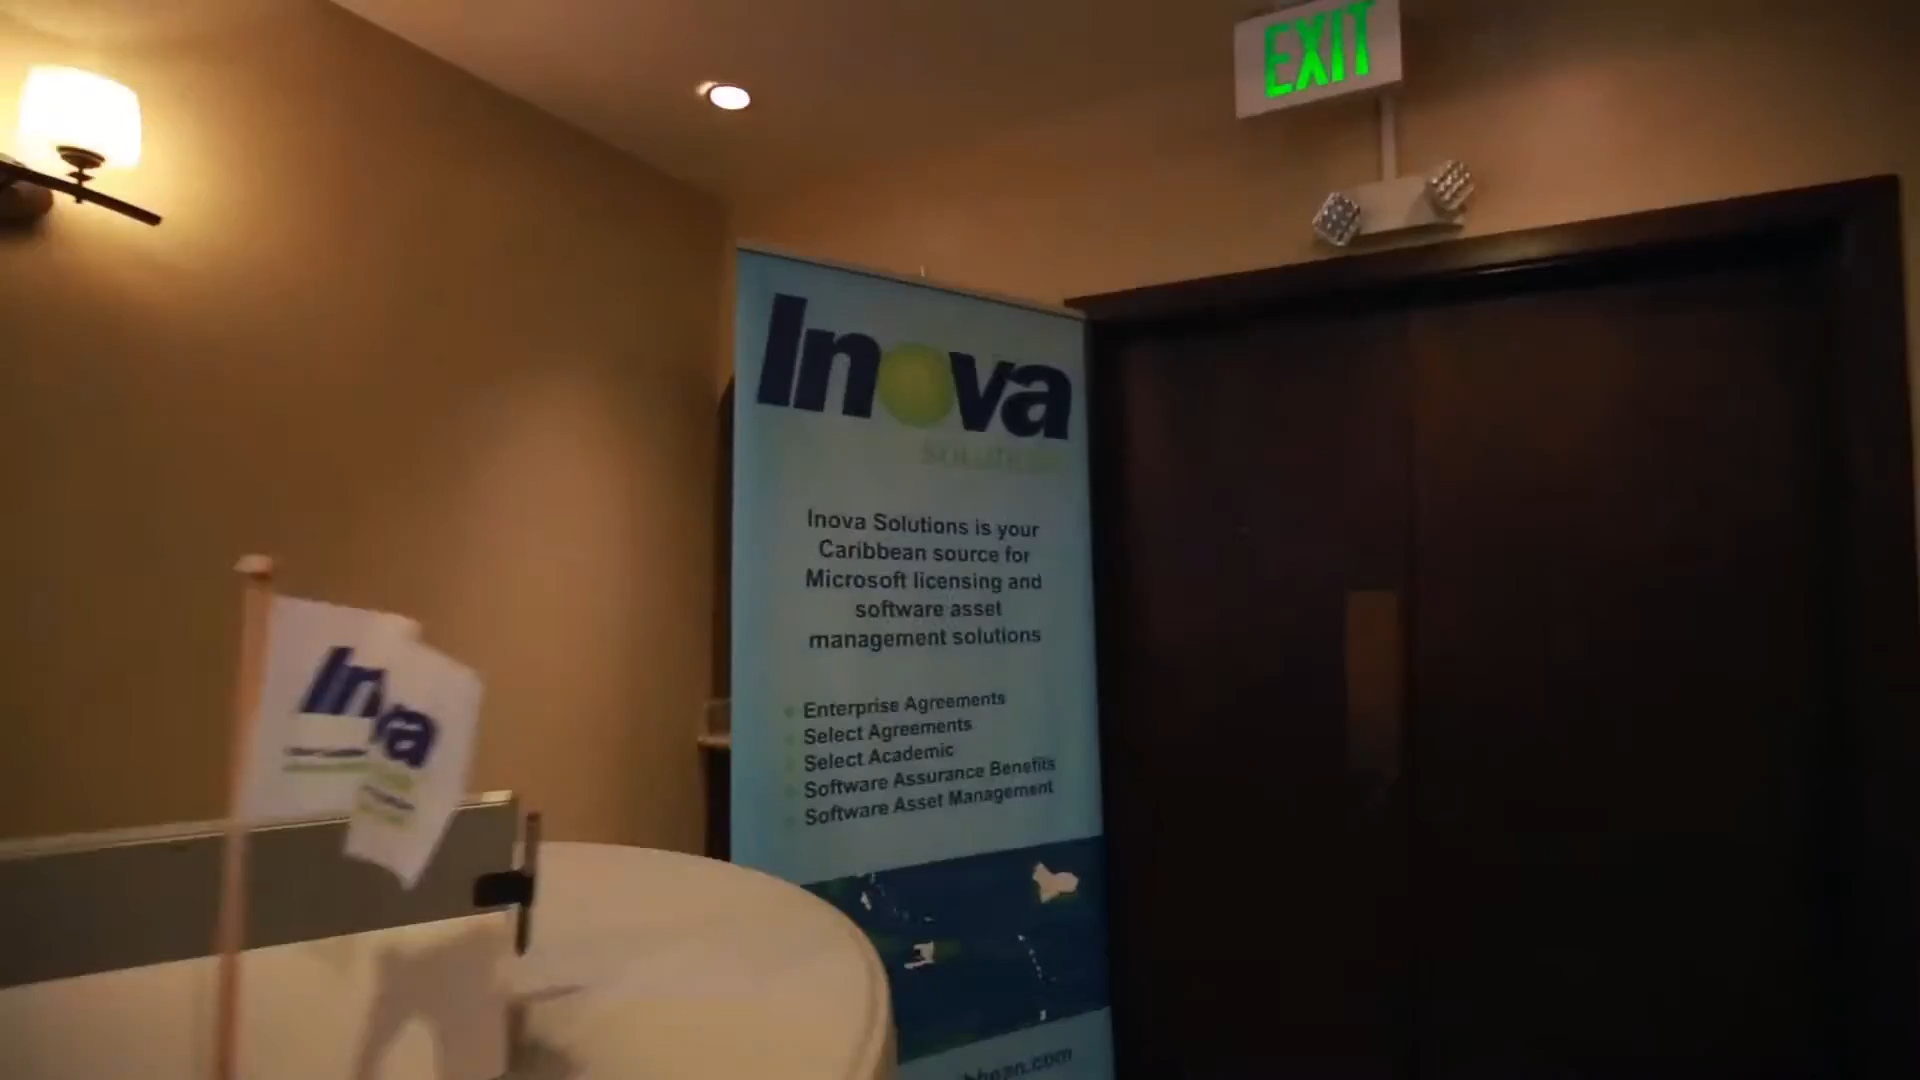 EXIT
Inova
solutions
Inova Solutions is your
Caribbean source for
Microsoft licensing and
software asset
management solutions
Enterprise Agreements
Select Agreements
Select Academic
Software Assurance Benefits
Software Asset Management
Inova